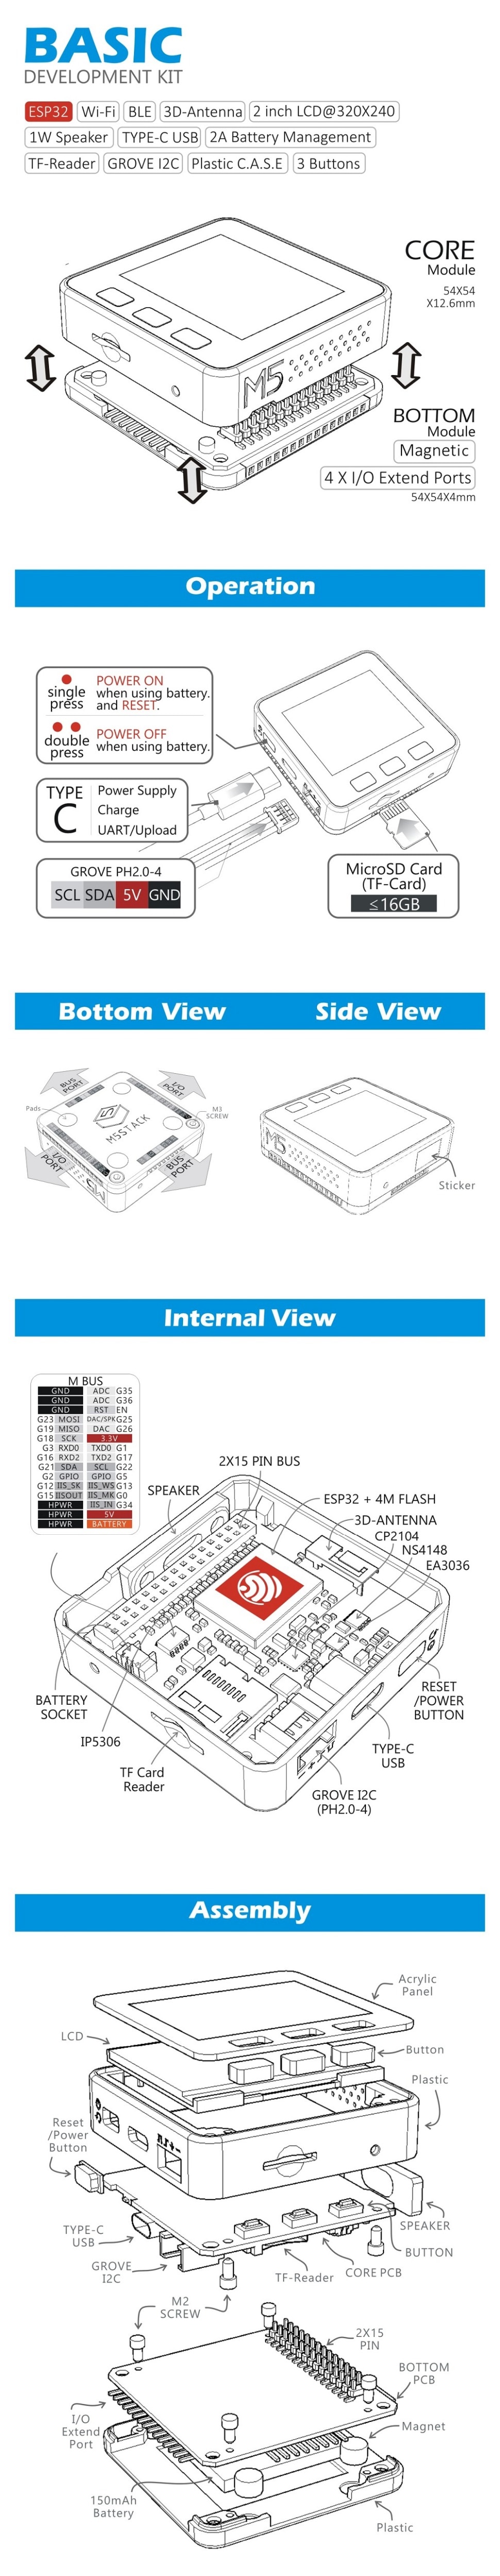 BASIC
DEVELOPMENT KIT
ESP32 Wi-Fi BLE 3D-Antenna 2 inch LCD@320X240
1W Speaker TYPE-C USB 2A Battery Management
TF-Reader GROVE I2C Plastic C.A.S.E 3 Buttons
CORE
Module
54X54
X12.6mm
M5
BOTTOM
Module
Magnetic
4 X I/O Extend Ports
54X54X4mm
Operation
single press
POWER ON
when using battery.
and RESET.
double press
POWER OFF
when using battery.
TYPE C
Power Supply
Charge
UART/Upload
GROVE PH2.0-4
SCL SDA 5V GND
MicroSD Card
(TF-Card)
≤16GB
Bottom View Side View
BUS PORT
I/O PORT
Pads
M3 SCREW
M5STACK
I/O PORT
BUS PORT
M5
M5
Sticker
Internal View
M BUS
GND ADC G35
GND ADC G36
GND RST EN
G23 MOSI DAC/SPK G25
G19 MISO DAC G26
G18 SCK 3.3V
G3 RXD0 TXD0 G1
G16 RXD2 TXD2 G17
G21 SDA SCL G22
G2 GPIO GPIO G5
G12 IIS_SK IIS_WS G13
G15 IISOUT IIS_MK G0
HPWR IIS_IN G34
HPWR 5V
HPWR BATTERY
2X15 PIN BUS
SPEAKER
ESP32 + 4M FLASH
3D-ANTENNA
CP2104
NS4148
EA3036
BATTERY
SOCKET
IP5306
TF Card
Reader
RESET
/POWER
BUTTON
TYPE-C
USB
GROVE I2C
(PH2.0-4)
Assembly
Acrylic
Panel
LCD
Button
Plastic
Reset
/Power
Button
TYPE-C
USB
GROVE
I2C
SPEAKER
BUTTON
CORE PCB
TF-Reader
M2
SCREW
2X15
PIN
BOTTOM
PCB
I/O
Extend
Port
Magnet
150mAh
Battery
Plastic